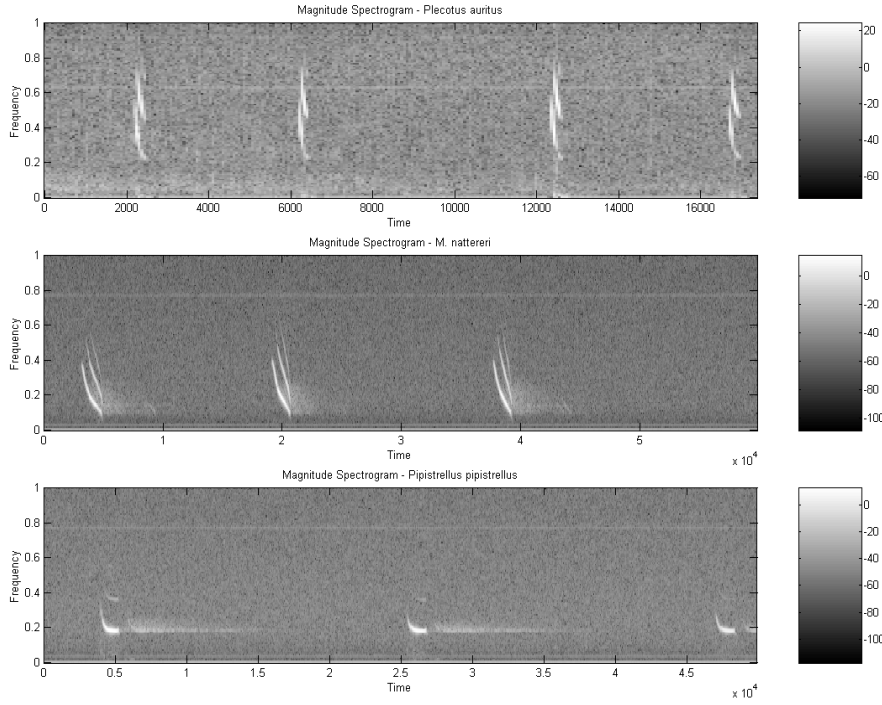 Magnitude Spectrogram - Plecotus auritus
1
0.8
0.6
0.4
0.2
0
Frequency
0 2000 4000 6000 8000 10000 12000 14000 16000
Time
20
0
-20
-40
-60
Magnitude Spectrogram - M. nattereri
1
0.8
0.6
0.4
0.2
0
Frequency
0 1 2 3 4 5
x 10^4
Time
0
-20
-40
-60
-80
-100
Magnitude Spectrogram - Pipistrellus pipistrellus
1
0.8
0.6
0.4
0.2
0
Frequency
0.5 1 1.5 2 2.5 3 3.5 4 4.5 5
x 10^4
Time
0
-20
-40
-60
-80
-100